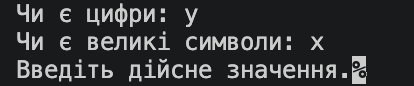 Чи є цифри: y
Чи є великі символи: x
Введіть дійсне значення.%